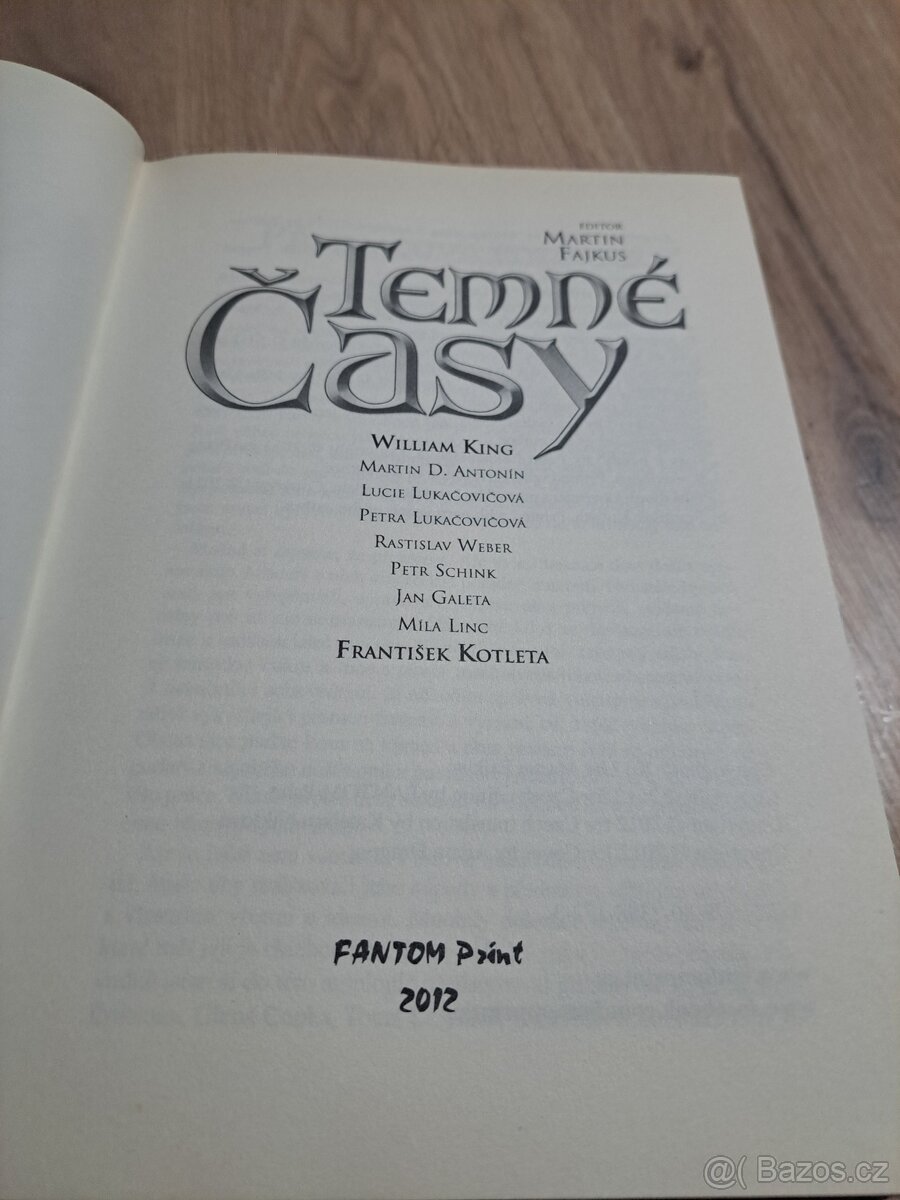 EDITOR
MARTIN
FAJKUS
TEMNÉ
ČASY
WILLIAM KING
MARTIN D. ANTONÍN
LUCIE LUKAČOVIČOVÁ
PETRA LUKAČOVIČOVÁ
RASTISLAV WEBER
PETR SCHINK
JAN GALETA
MÍLA LINC
FRANTIŠEK KOTLETA
FANTOM Print
2012
@( Bazos.cz